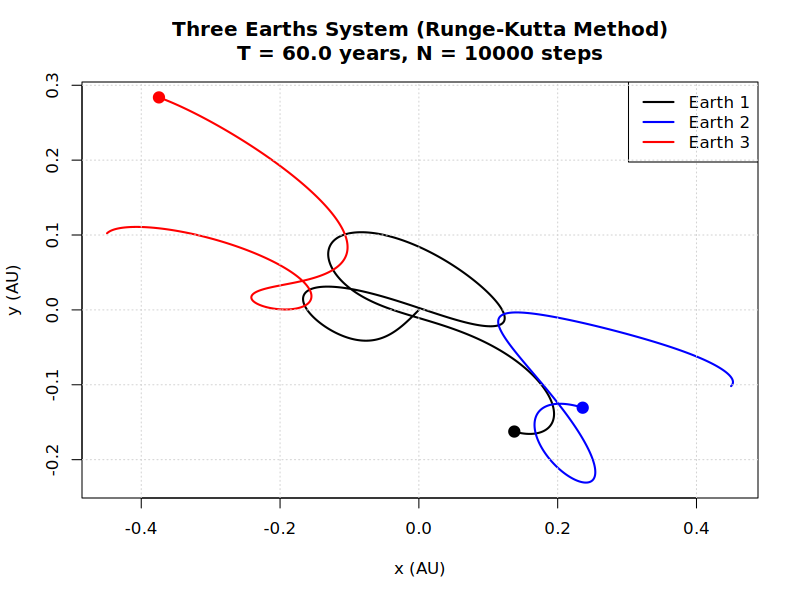 Three Earths System (Runge-Kutta Method)
T = 60.0 years, N = 10000 steps
Earth 1
Earth 2
Earth 3
0.3
0.2
0.1
0.0
-0.1
-0.2
y (AU)
-0.4
-0.2
0.0
0.2
0.4
x (AU)